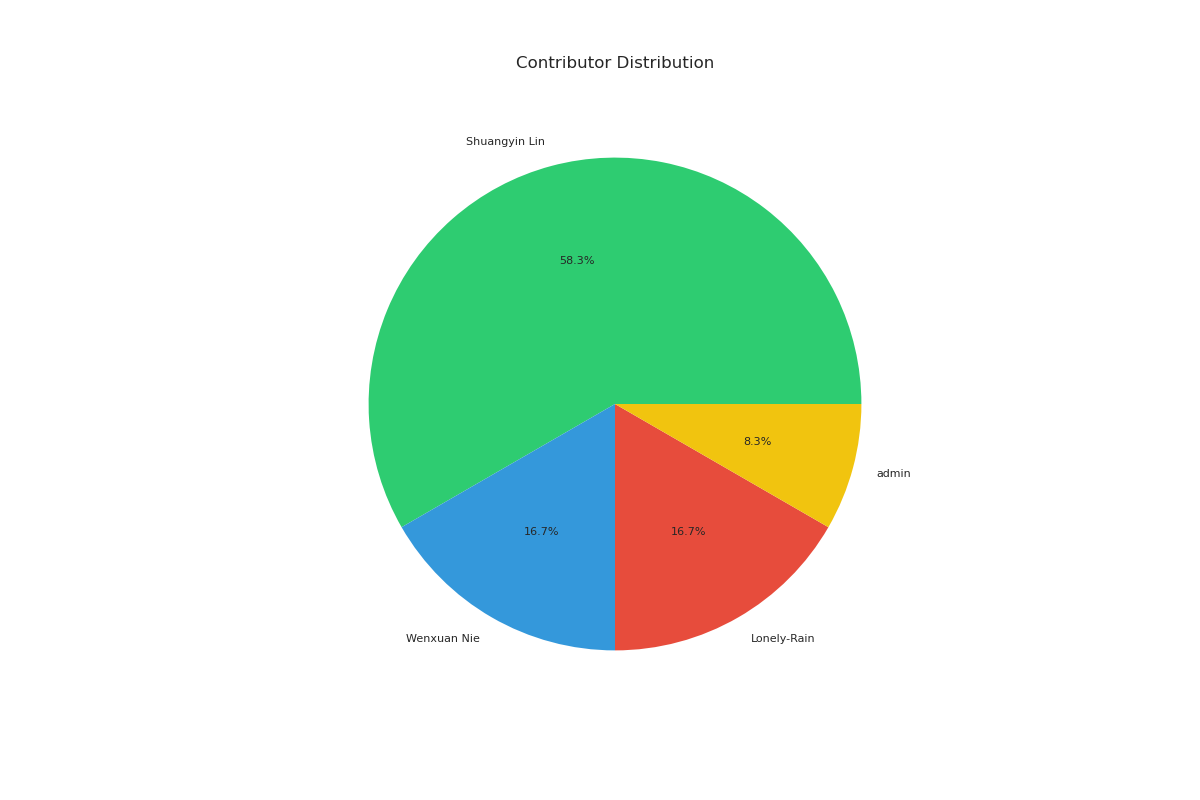 Contributor Distribution
Shuangyin Lin
58.3%
8.3%
admin
16.7%
16.7%
Wenxuan Nie
Lonely-Rain